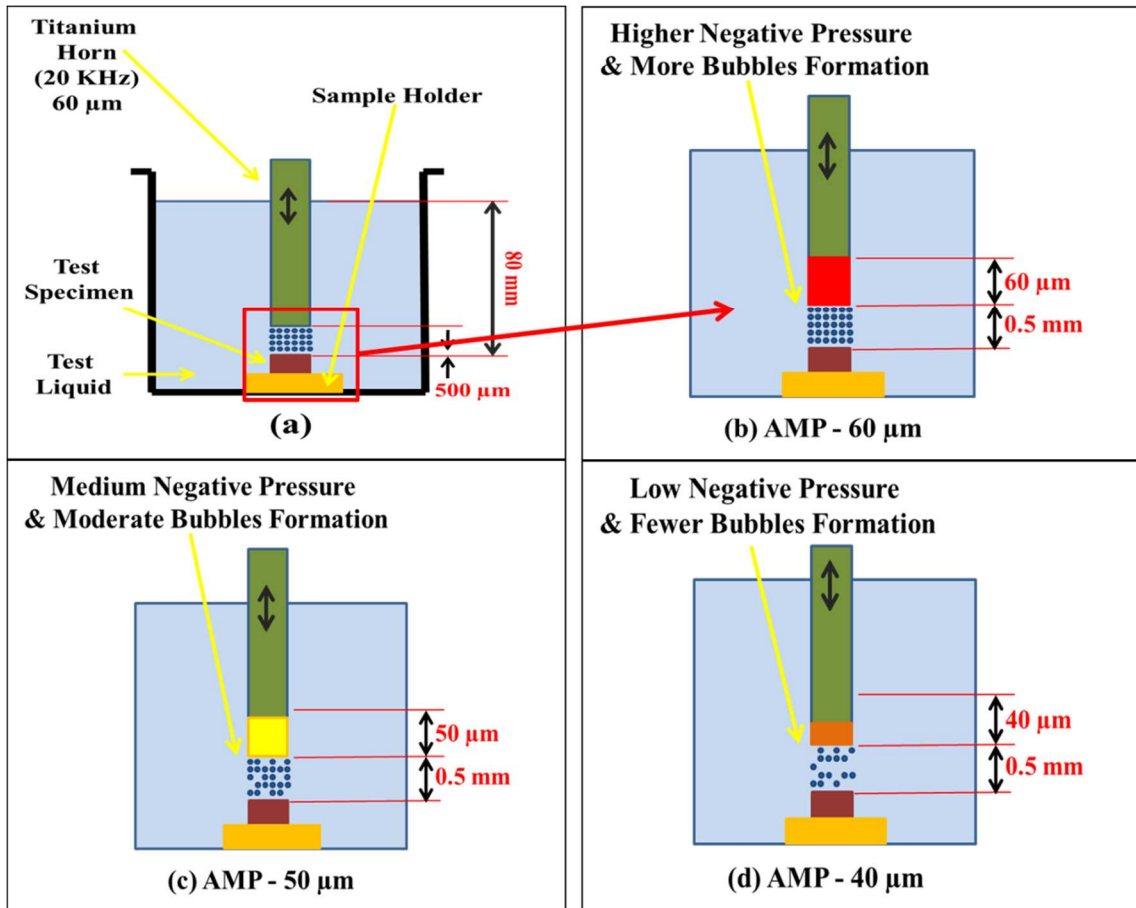 Titanium
Horn
(20 KHz)
60 µm
Sample Holder
80 mm
Test
Specimen
Test
Liquid
500 µm
(a)
Higher Negative Pressure
& More Bubbles Formation
60 µm
0.5 mm
(b) AMP - 60 µm
Medium Negative Pressure
& Moderate Bubbles Formation
50 µm
0.5 mm
(c) AMP - 50 µm
Low Negative Pressure
& Fewer Bubbles Formation
40 µm
0.5 mm
(d) AMP - 40 µm